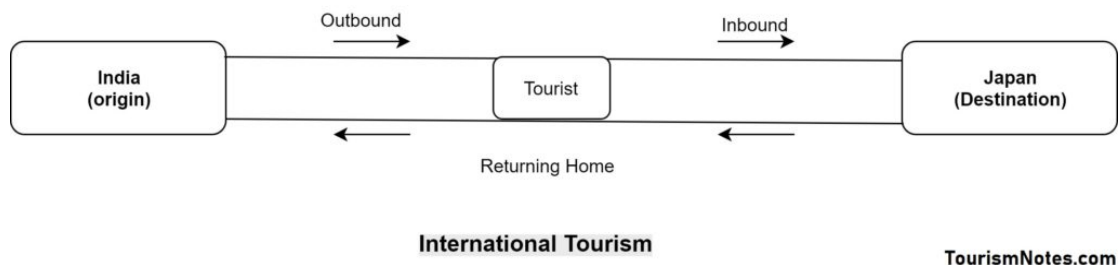 Outbound
Inbound
India
(origin)
Tourist
Japan
(Destination)
Returning Home
International Tourism
TourismNotes.com